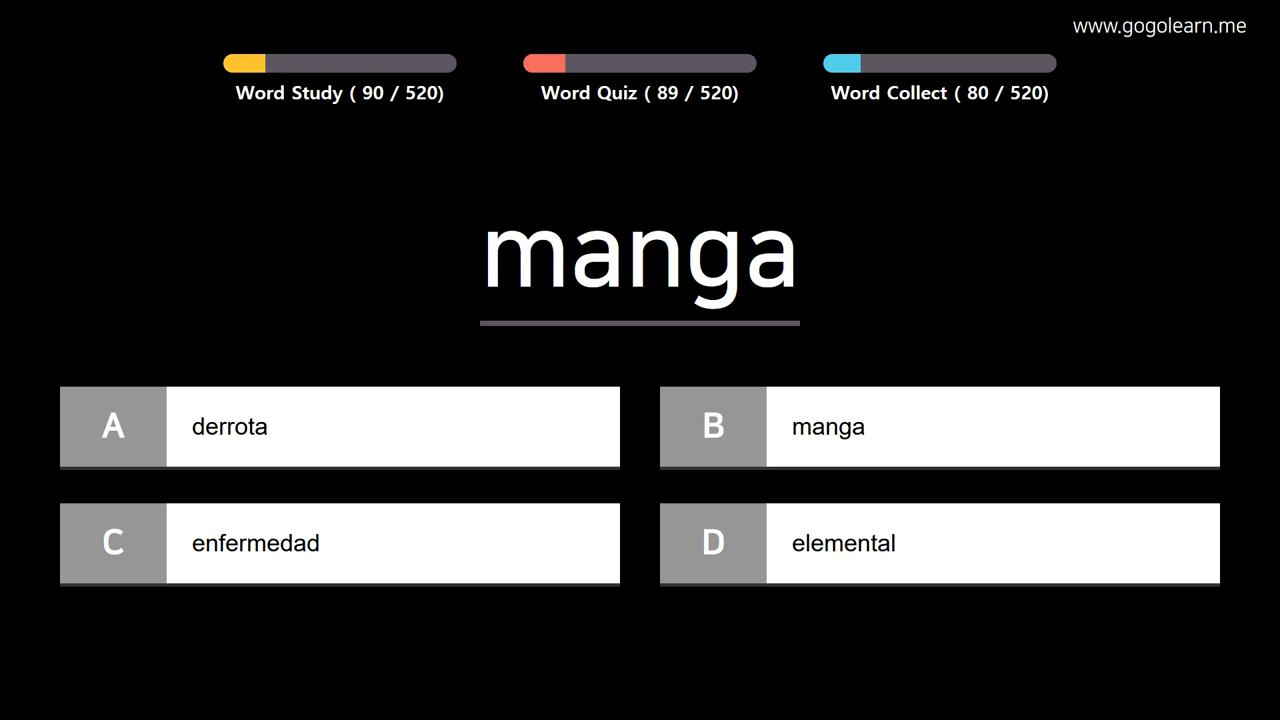 www.gogolearn.me
Word Study ( 90 / 520)
Word Quiz ( 89 / 520)
Word Collect ( 80 / 520)
manga
A derrota
B manga
C enfermedad
D elemental